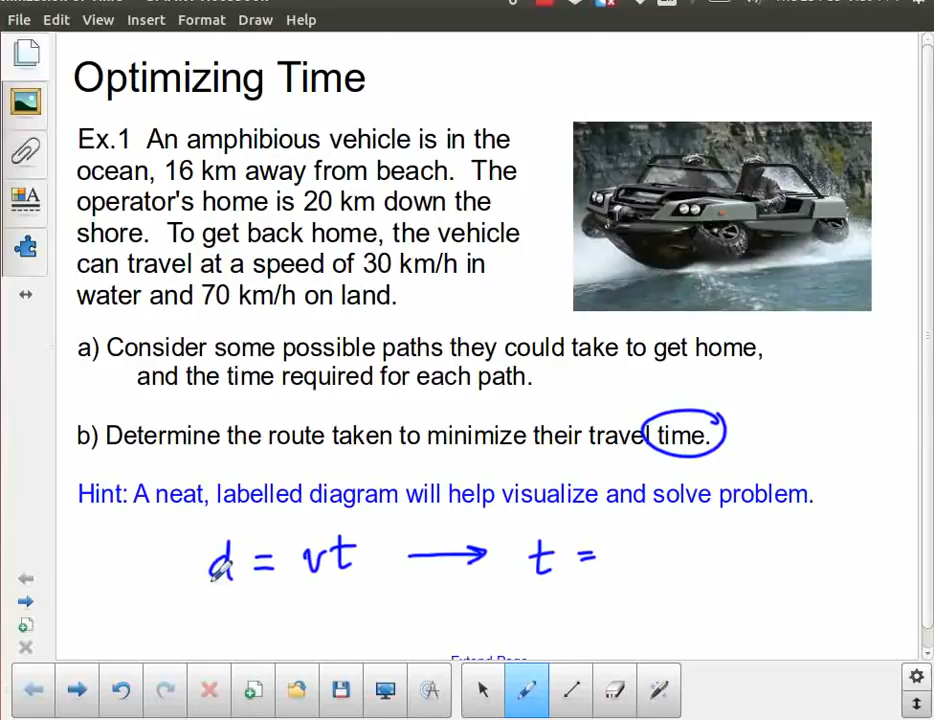 File Edit View Insert Format Draw Help
Optimizing Time
Ex.1 An amphibious vehicle is in the
ocean, 16 km away from beach. The
operator's home is 20 km down the
shore. To get back home, the vehicle
can travel at a speed of 30 km/h in
water and 70 km/h on land.
a) Consider some possible paths they could take to get home,
and the time required for each path.
b) Determine the route taken to minimize their travel time.
Hint: A neat, labelled diagram will help visualize and solve problem.
d = vt → t =
Extend Page